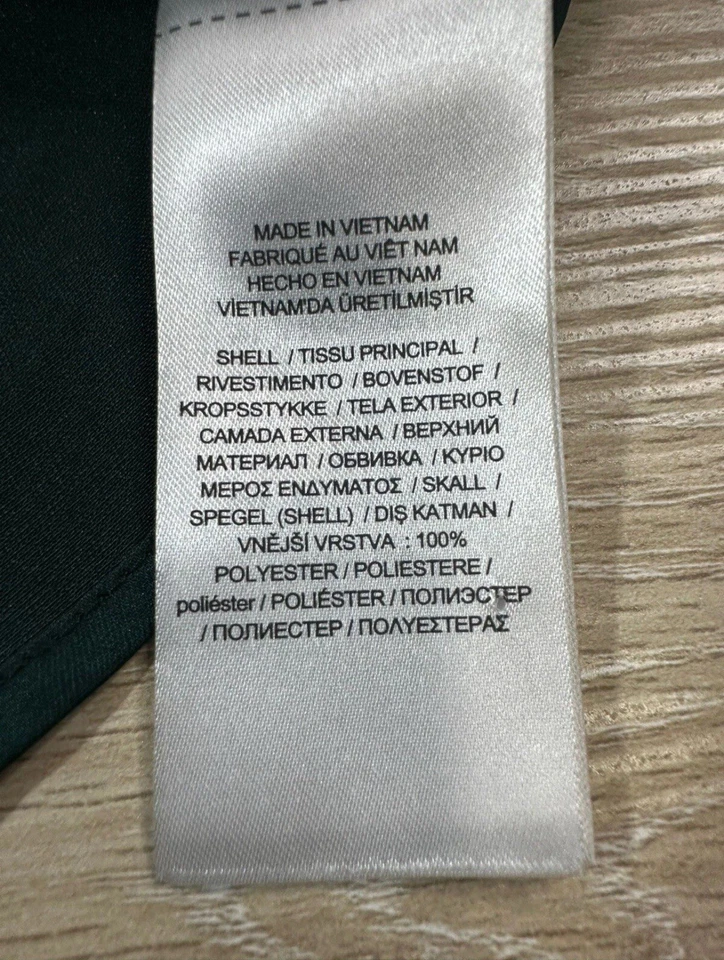 MADE IN VIETNAM
FABRIQUÉ AU VIÊT NAM
HECHO EN VIETNAM
VİETNAM'DA ÜRETİLMİŞTİR
SHELL / TISSU PRINCIPAL /
RIVESTIMENTO / BOVENSTOF /
KROPSSTYKKE / TELA EXTERIOR /
CAMADA EXTERNA / ВЕРХНИЙ
МАТЕРИАЛ / ОБВИВКА / ΚΥΡΙΟ
ΜΕΡΟΣ ΕΝΔΥΜΑΤΟΣ / SKALL /
SPEGEL (SHELL) / DIŞ KATMAN /
VNĚJŠÍ VRSTVA : 100%
POLYESTER / POLIESTERE /
poliéster / POLIÉSTER / ПОЛИЭСТЕР
/ ПОЛИЕСТЕР / ΠΟΛΥΕΣΤΕΡΑΣ